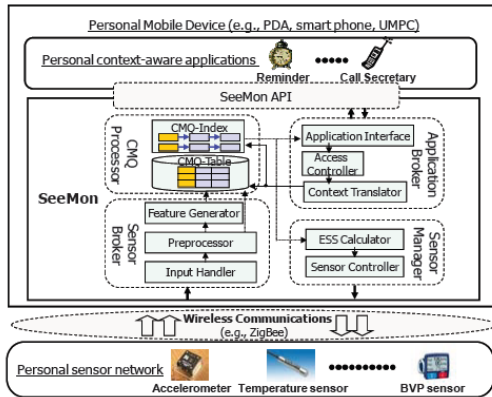 Personal Mobile Device (e.g., PDA, smart phone, UMPC)
Personal context-aware applications
Reminder
Call Secretary
SeeMon API
CMQ-Index
CMQ-Table
CMQ
Processor
Application Interface
Access
Controller
Context Translator
Application
Broker
SeeMon
Feature Generator
Preprocessor
Input Handler
Sensor
Broker
ESS Calculator
Sensor Controller
Sensor
Manager
Wireless Communications
(e.g., ZigBee)
Personal sensor network
Accelerometer
Temperature sensor
BVP sensor